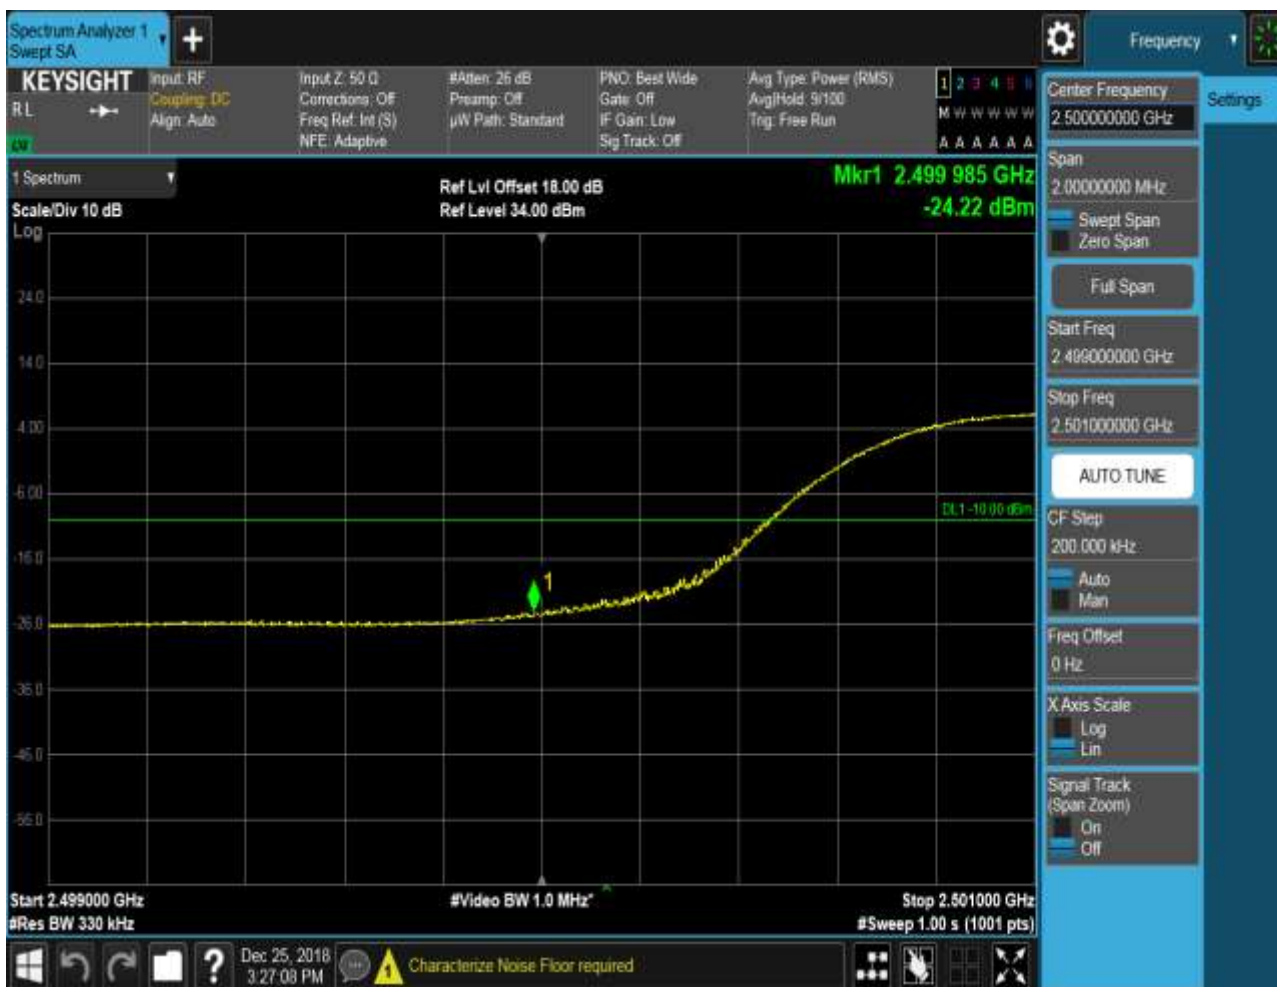 Spectrum Analyzer 1
Swept SA
+
Frequency
KEYSIGHT
R L
Input: RF
Coupling: DC
Align: Auto
Input Z: 50 Ω
Corrections: Off
Freq Ref: Int (S)
NFE: Adaptive
#Atten: 26 dB
Preamp: Off
µW Path: Standard
PNO: Best Wide
Gate: Off
IF Gain: Low
Sig Track: Off
Avg Type: Power (RMS)
Avg|Hold: 9/100
Trig: Free Run
1 2 3 4 5 6
M W W W W W
A A A A A A
1 Spectrum
Scale/Div 10 dB
Log
Ref Lvl Offset 18.00 dB
Ref Level 34.00 dBm
Mkr1 2.499 985 GHz
-24.22 dBm
24.0
14.0
4.00
-6.00
-16.0
-26.0
-36.0
-46.0
-56.0
DL1 -10.00 dBm
1
Start 2.499000 GHz
#Res BW 330 kHz
#Video BW 1.0 MHz*
Stop 2.501000 GHz
#Sweep 1.00 s (1001 pts)
Center Frequency
2.500000000 GHz
Settings
Span
2.00000000 MHz
Swept Span
Zero Span
Full Span
Start Freq
2.499000000 GHz
Stop Freq
2.501000000 GHz
AUTO TUNE
CF Step
200.000 kHz
Auto
Man
Freq Offset
0 Hz
X Axis Scale
Log
Lin
Signal Track
(Span Zoom)
On
Off
?
Dec 25, 2018
3:27:08 PM
Characterize Noise Floor required